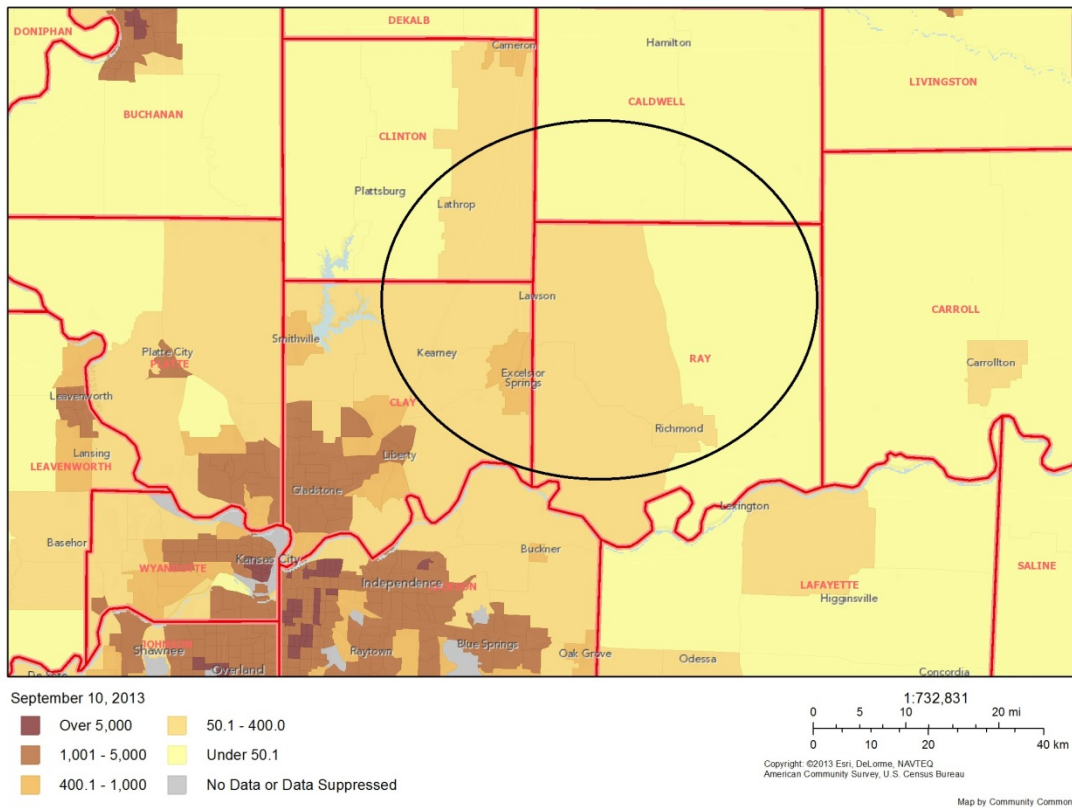 DONIPHAN
DEKALB
Cameron
Hamilton
LIVINGSTON
CALDWELL
BUCHANAN
CLINTON
Plattsburg
Lathrop
Lawson
CARROLL
Smithville
Kearney
Platte City
PLATTE
RAY
Carrollton
Excelsior
Springs
Leavenworth
CLAY
Richmond
Lansing
Liberty
LEAVENWORTH
Gladstone
Lexington
Basehor
Buckner
Kansas City
WYANDOTTE
SALINE
Independence
LAFAYETTE
Higginsville
JOHNSON
Shawnee
Raytown
Blue Springs
Oak Grove
Odessa
Overland
Concordia
September 10, 2013
Over 5,000
1,001 - 5,000
400.1 - 1,000
50.1 - 400.0
Under 50.1
No Data or Data Suppressed
1:732,831
0 5 10 20 mi
0 10 20 40 km
Copyright: ©2013 Esri, DeLorme, NAVTEQ
American Community Survey, U.S. Census Bureau
Map by Community Commons